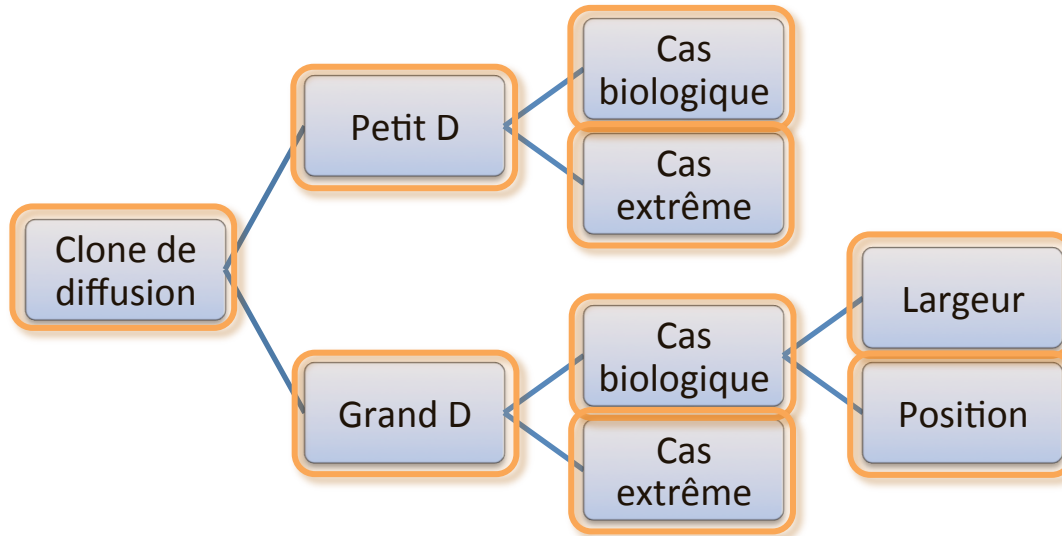 Clone de
diffusion
Petit D
Cas
biologique
Cas
extrême
Grand D
Cas
biologique
Largeur
Position
Cas
extrême